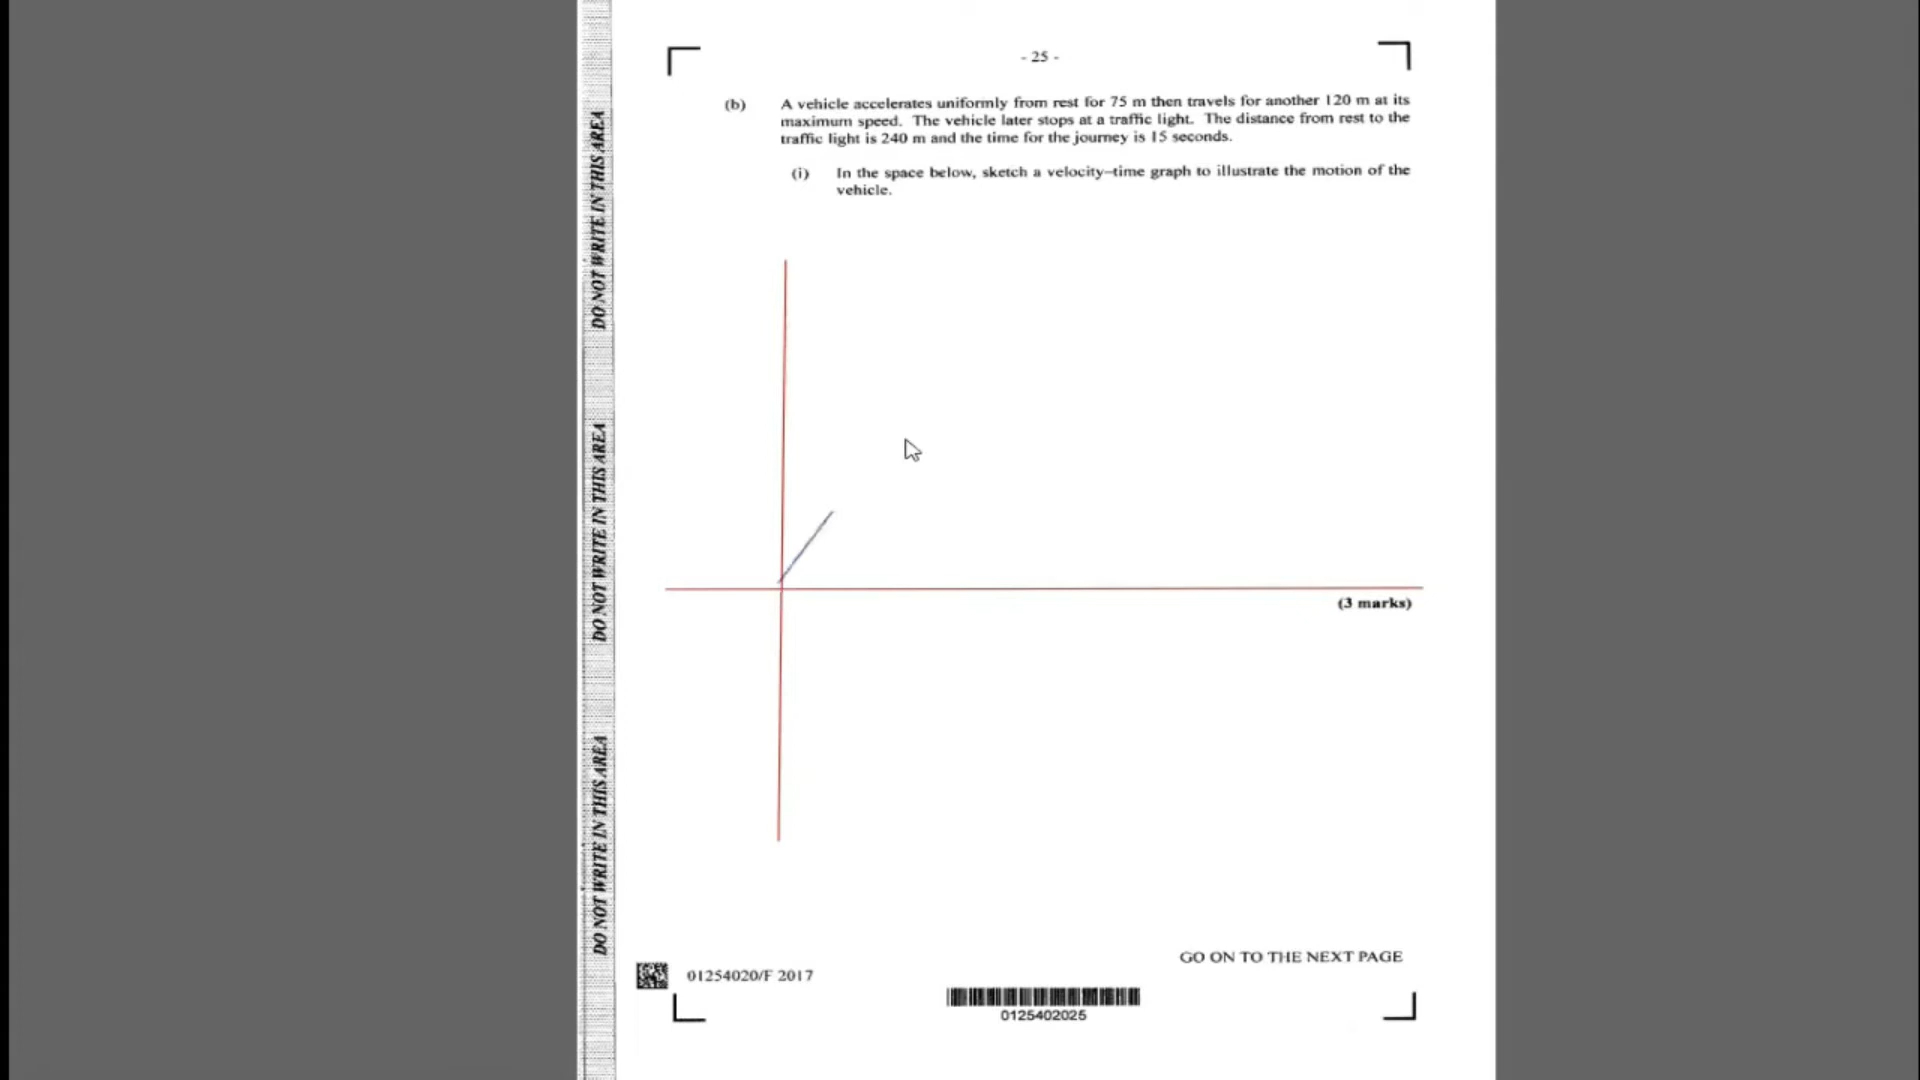 - 25 -
(b) A vehicle accelerates uniformly from rest for 75 m then travels for another 120 m at its
maximum speed. The vehicle later stops at a traffic light. The distance from rest to the
traffic light is 240 m and the time for the journey is 15 seconds.
(i) In the space below, sketch a velocity–time graph to illustrate the motion of the
vehicle.
(3 marks)
DO NOT WRITE IN THIS AREA
DO NOT WRITE IN THIS AREA
DO NOT WRITE IN THIS AREA
GO ON TO THE NEXT PAGE
01254020/F 2017
0125402025